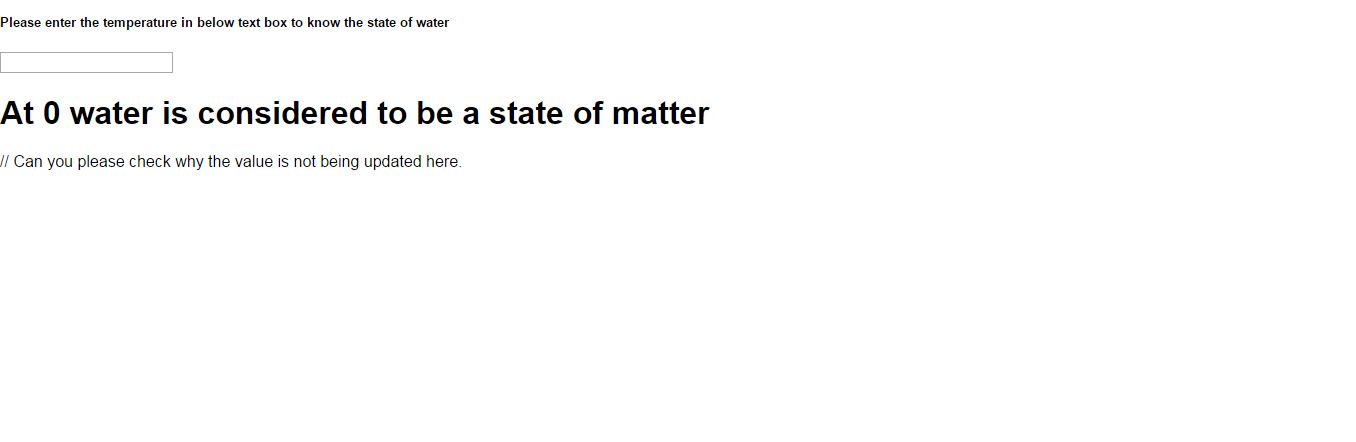 Please enter the temperature in below text box to know the state of water
At 0 water is considered to be a state of matter
// Can you please check why the value is not being updated here.